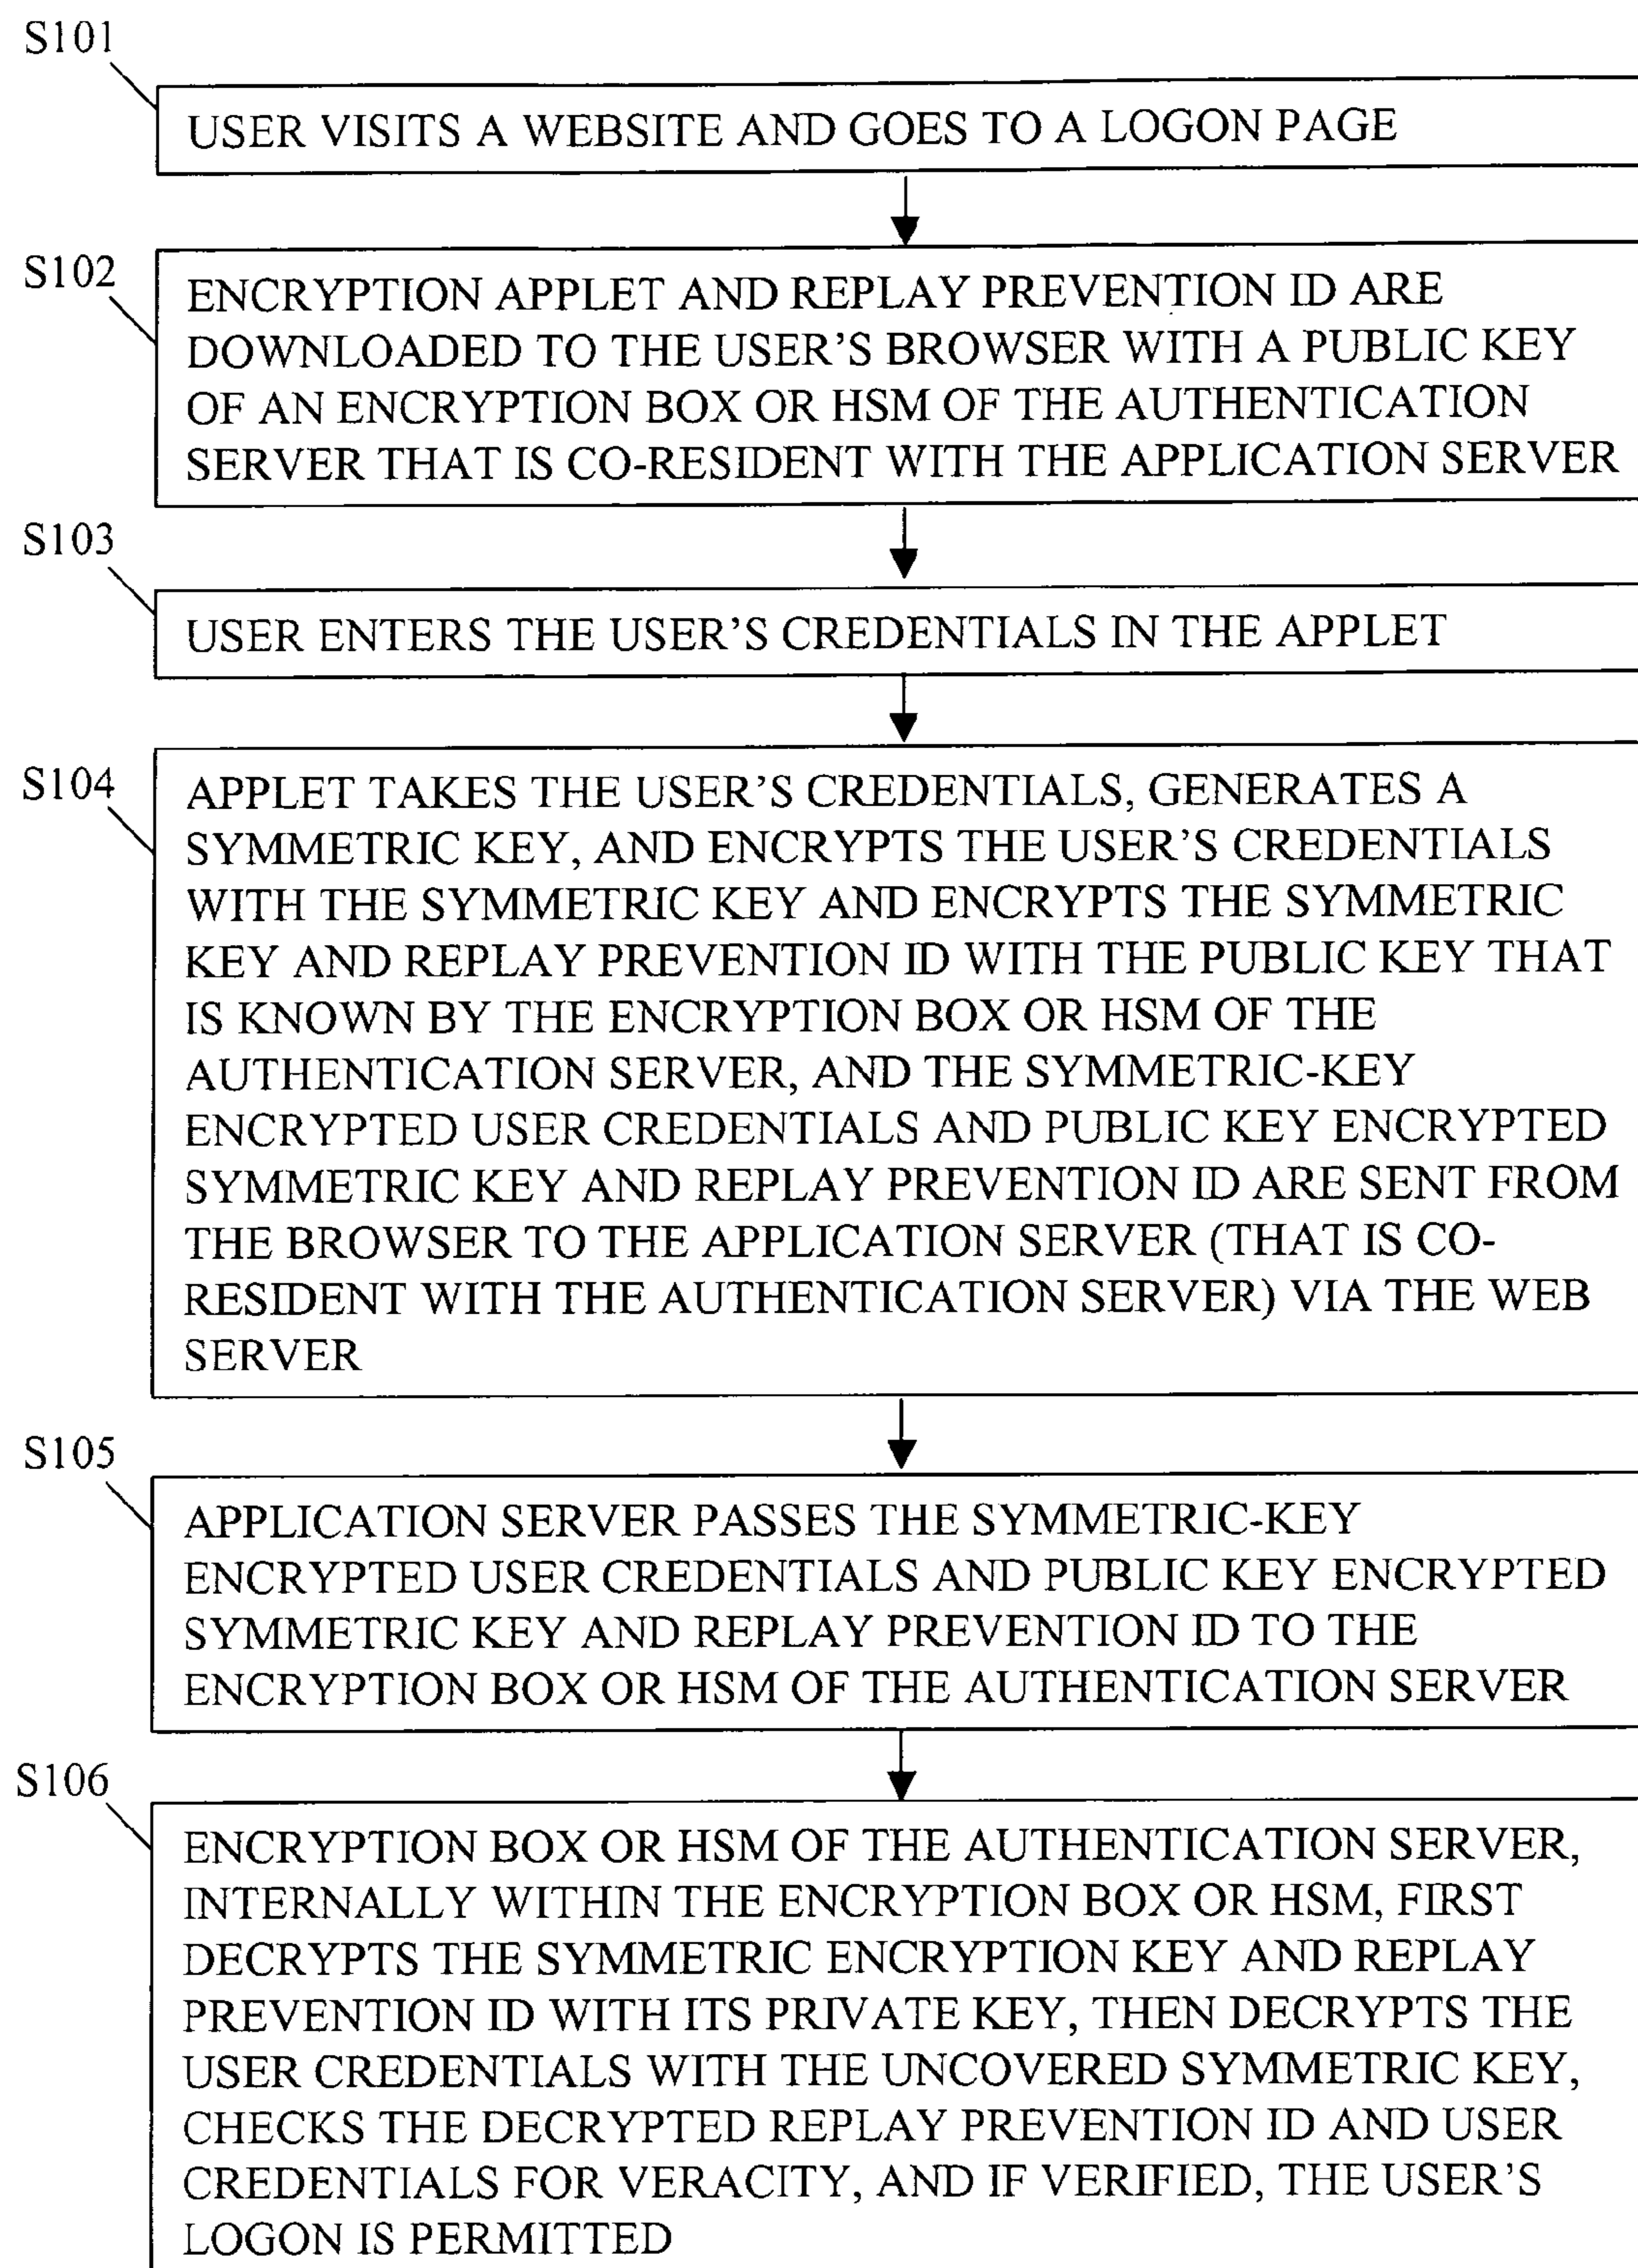 S101
USER VISITS A WEBSITE AND GOES TO A LOGON PAGE
S102
ENCRYPTION APPLET AND REPLAY PREVENTION ID ARE
DOWNLOADED TO THE USER'S BROWSER WITH A PUBLIC KEY
OF AN ENCRYPTION BOX OR HSM OF THE AUTHENTICATION
SERVER THAT IS CO-RESIDENT WITH THE APPLICATION SERVER
S103
USER ENTERS THE USER'S CREDENTIALS IN THE APPLET
S104
APPLET TAKES THE USER'S CREDENTIALS, GENERATES A
SYMMETRIC KEY, AND ENCRYPTS THE USER'S CREDENTIALS
WITH THE SYMMETRIC KEY AND ENCRYPTS THE SYMMETRIC
KEY AND REPLAY PREVENTION ID WITH THE PUBLIC KEY THAT
IS KNOWN BY THE ENCRYPTION BOX OR HSM OF THE
AUTHENTICATION SERVER, AND THE SYMMETRIC-KEY
ENCRYPTED USER CREDENTIALS AND PUBLIC KEY ENCRYPTED
SYMMETRIC KEY AND REPLAY PREVENTION ID ARE SENT FROM
THE BROWSER TO THE APPLICATION SERVER (THAT IS CO-
RESIDENT WITH THE AUTHENTICATION SERVER) VIA THE WEB
SERVER
S105
APPLICATION SERVER PASSES THE SYMMETRIC-KEY
ENCRYPTED USER CREDENTIALS AND PUBLIC KEY ENCRYPTED
SYMMETRIC KEY AND REPLAY PREVENTION ID TO THE
ENCRYPTION BOX OR HSM OF THE AUTHENTICATION SERVER
S106
ENCRYPTION BOX OR HSM OF THE AUTHENTICATION SERVER,
INTERNALLY WITHIN THE ENCRYPTION BOX OR HSM, FIRST
DECRYPTS THE SYMMETRIC ENCRYPTION KEY AND REPLAY
PREVENTION ID WITH ITS PRIVATE KEY, THEN DECRYPTS THE
USER CREDENTIALS WITH THE UNCOVERED SYMMETRIC KEY,
CHECKS THE DECRYPTED REPLAY PREVENTION ID AND USER
CREDENTIALS FOR VERACITY, AND IF VERIFIED, THE USER'S
LOGON IS PERMITTED